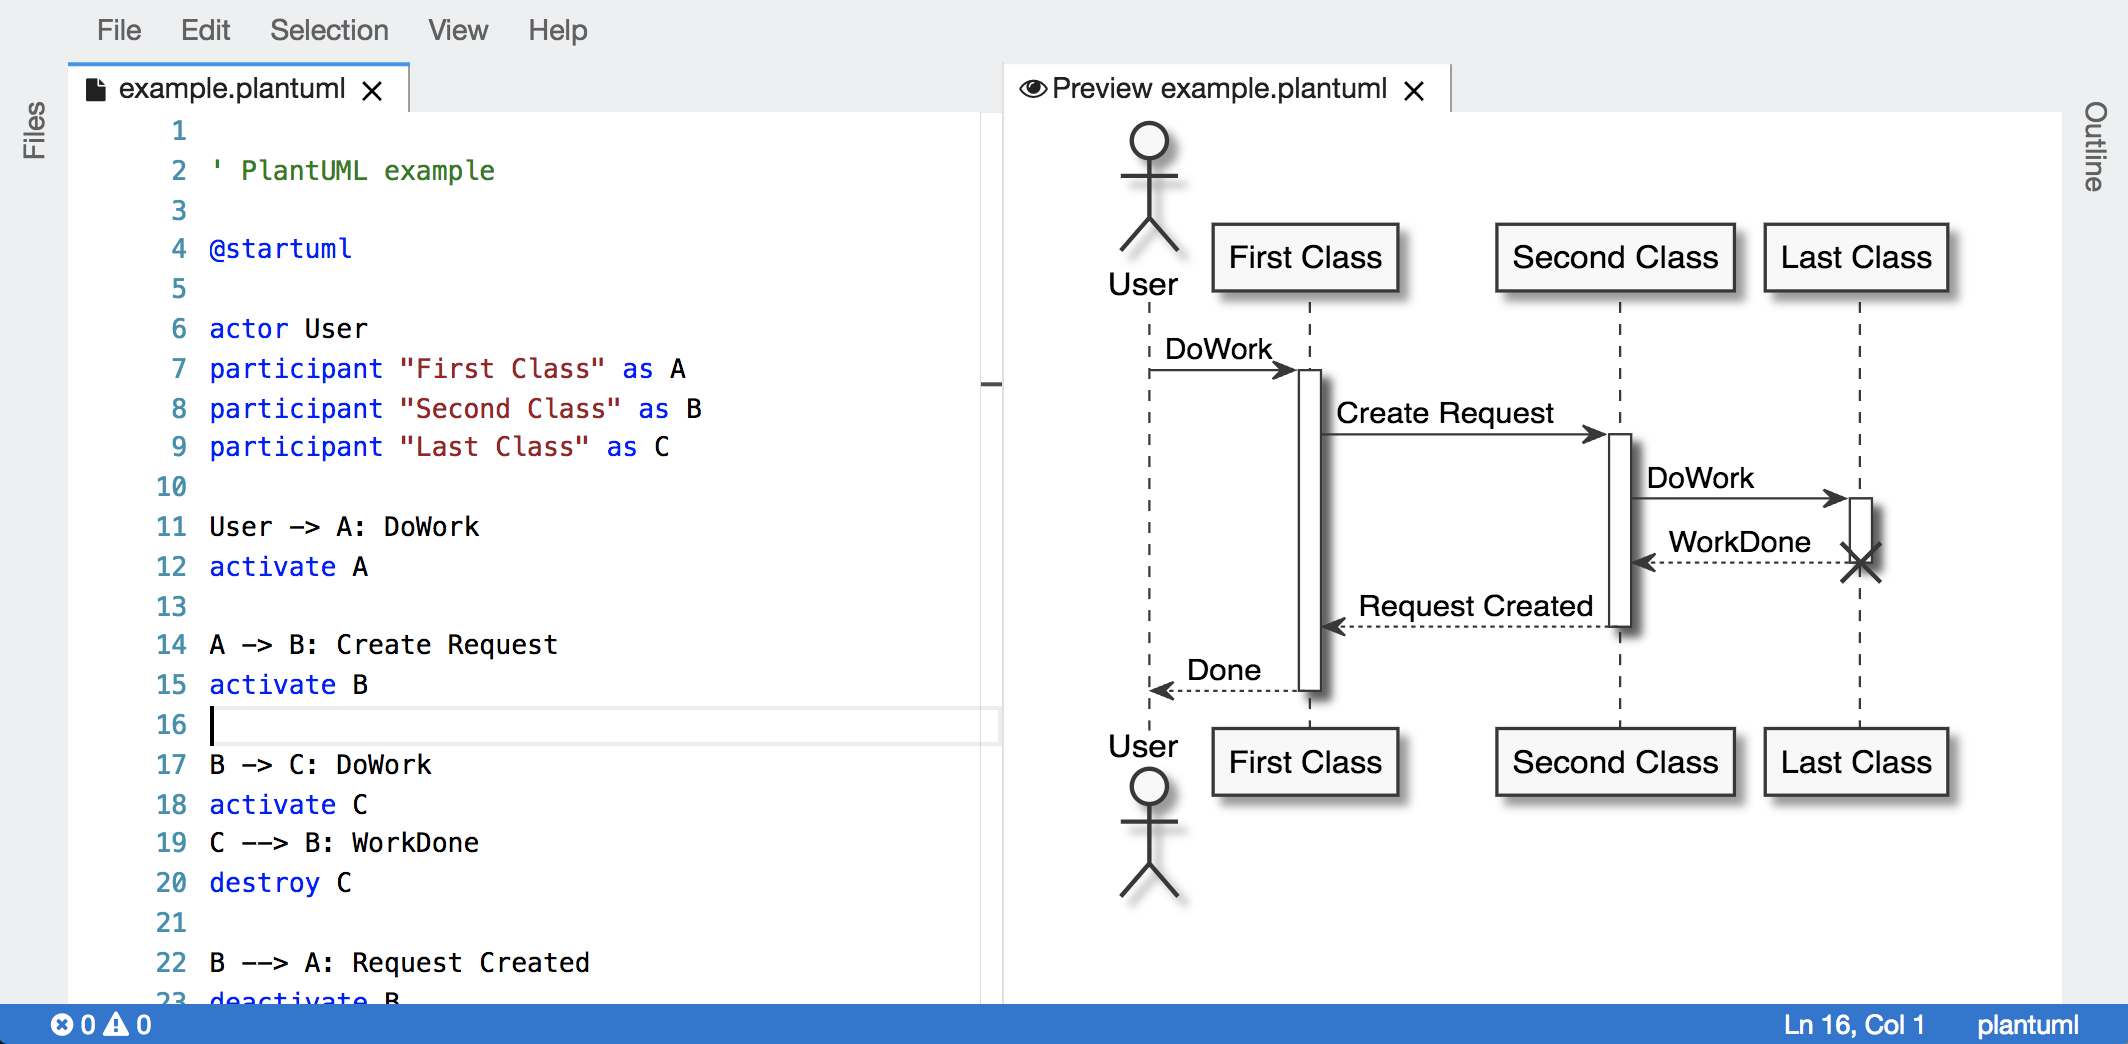 File Edit Selection View Help
Files
example.plantuml
1
2 ' PlantUML example
3
4 @startuml
5
6 actor User
7 participant "First Class" as A
8 participant "Second Class" as B
9 participant "Last Class" as C
10
11 User -> A: DoWork
12 activate A
13
14 A -> B: Create Request
15 activate B
16
17 B -> C: DoWork
18 activate C
19 C --> B: WorkDone
20 destroy C
21
22 B --> A: Request Created
23 deactivate B
Preview example.plantuml
First Class Second Class Last Class
User
DoWork
Create Request
DoWork
WorkDone
Request Created
Done
User
First Class Second Class Last Class
Outline
0 0
Ln 16, Col 1 plantuml